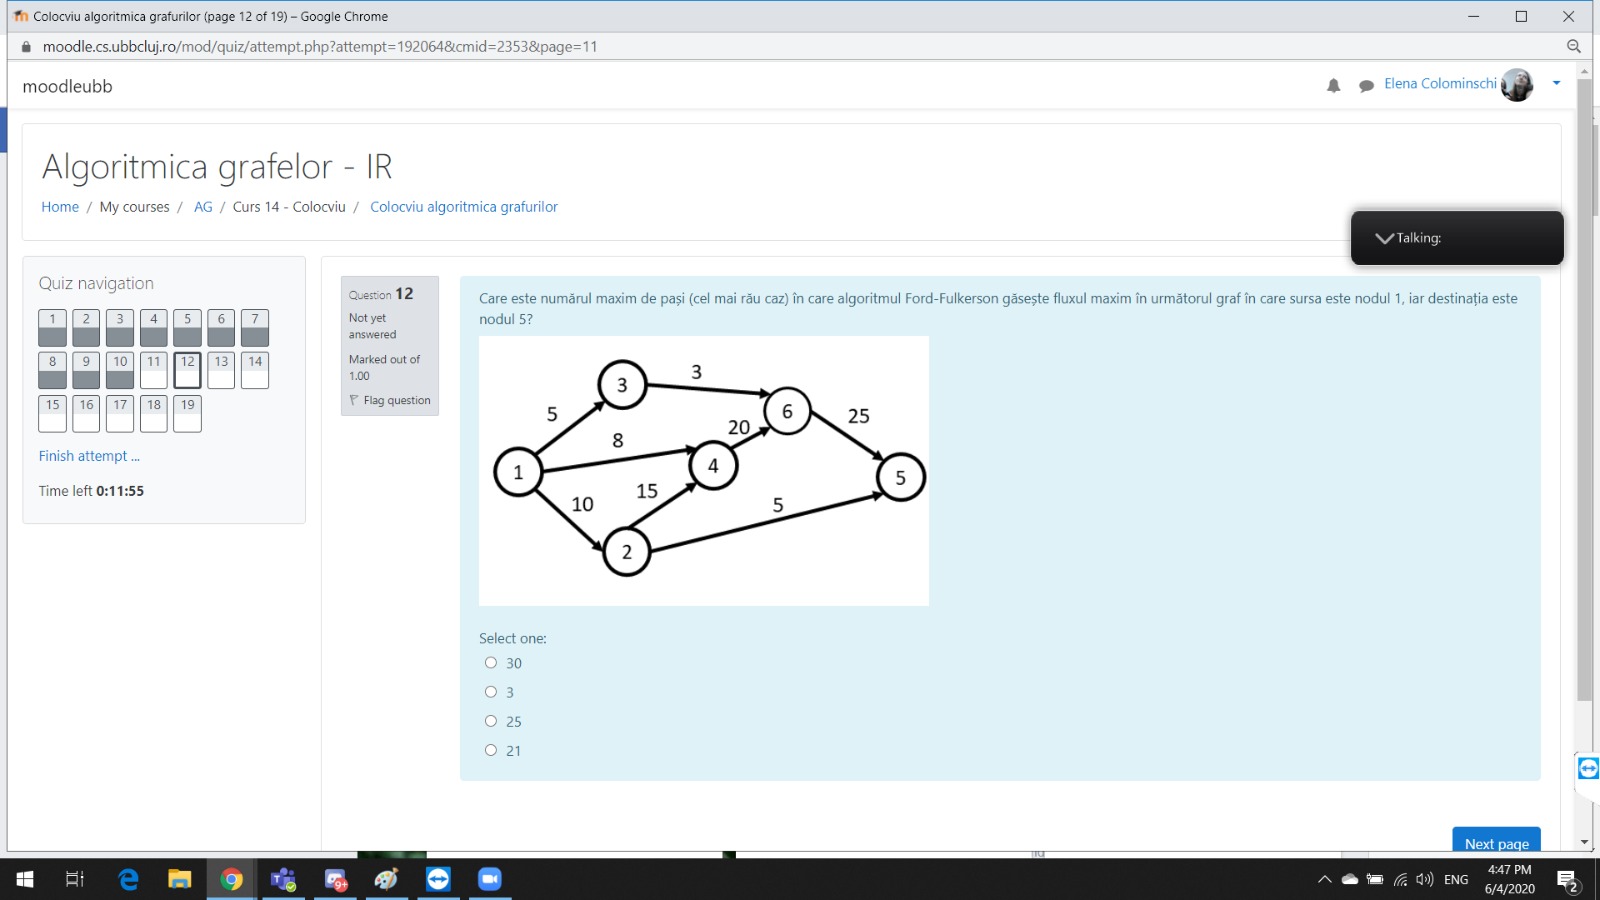 Colocviu algoritmica grafurilor (page 12 of 19) – Google Chrome
moodle.cs.ubbcluj.ro/mod/quiz/attempt.php?attempt=192064&cmid=2353&page=11
moodleubb
Elena Colominschi
Algoritmica grafelor - IR
Home / My courses / AG / Curs 14 - Colocviu / Colocviu algoritmica grafurilor
Talking:
Quiz navigation
1 2 3 4 5 6 7
8 9 10 11 12 13 14
15 16 17 18 19
Finish attempt ...
Time left 0:11:55
Question 12
Not yet
answered
Marked out of
1.00
Flag question
Care este numărul maxim de pași (cel mai rău caz) în care algoritmul Ford-Fulkerson găsește fluxul maxim în următorul graf în care sursa este nodul 1, iar destinația este
nodul 5?
3
3
5
6
25
20
8
4
1
5
15
10
5
2
Select one:
30
3
25
21
Next page
9+
ENG
4:47 PM
6/4/2020
2